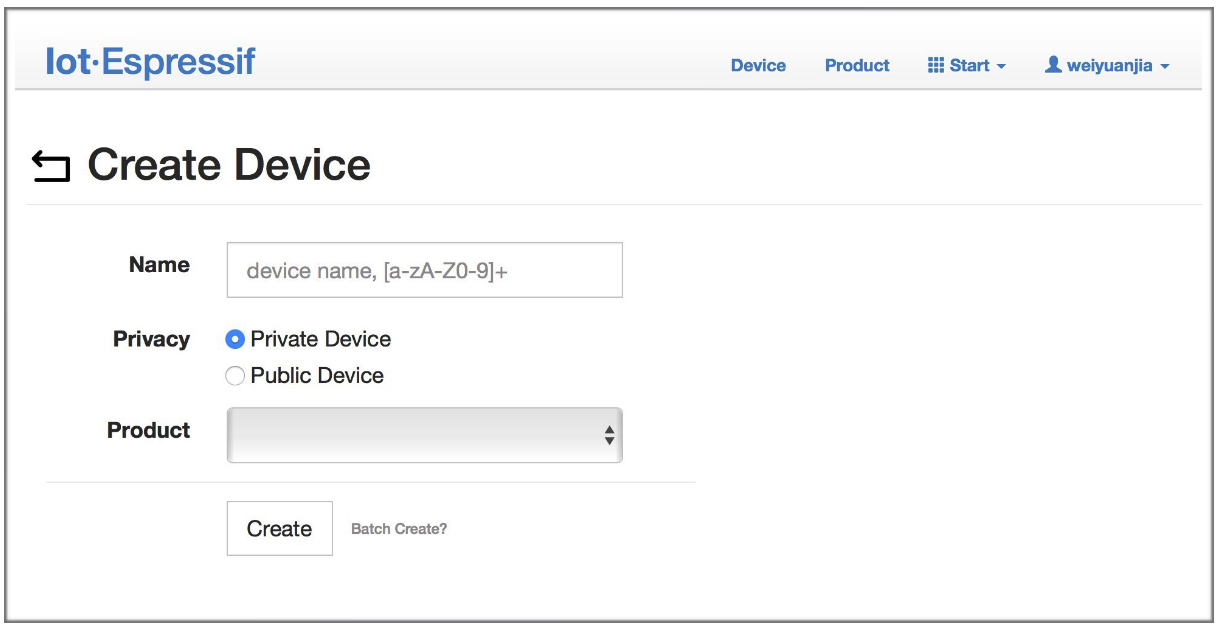 Iot·Espressif
Device Product Start weiyuanjia
Create Device
Name device name, [a-zA-Z0-9]+
Privacy Private Device
Public Device
Product
Create Batch Create?